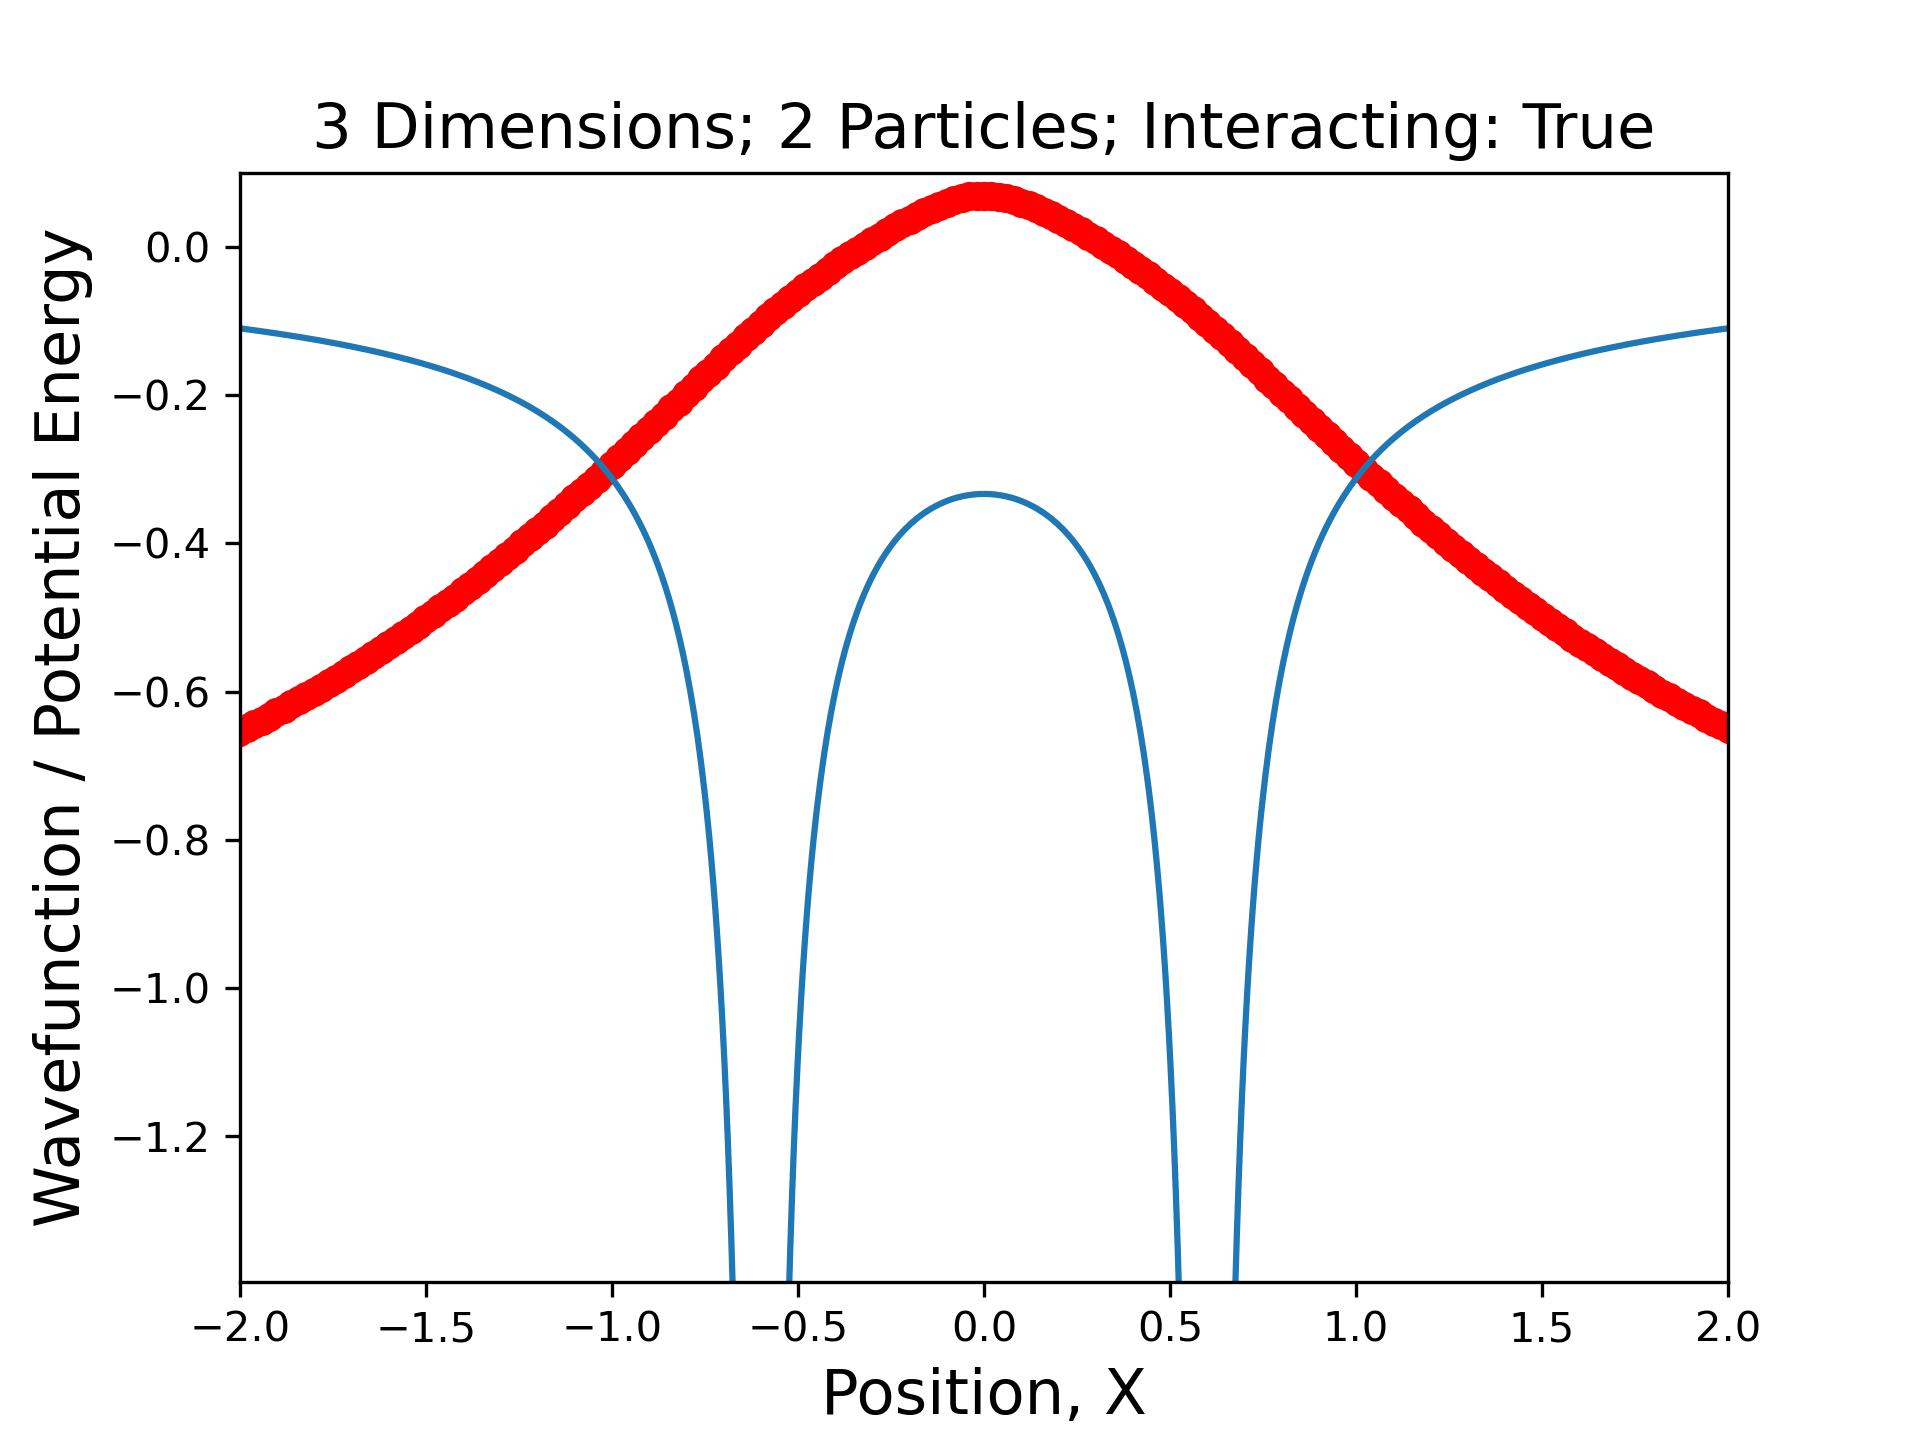 3 Dimensions; 2 Particles; Interacting: True
Wavefunction / Potential Energy
0.0
−0.2
−0.4
−0.6
−0.8
−1.0
−1.2
−2.0 −1.5 −1.0 −0.5 0.0 0.5 1.0 1.5 2.0
Position, X